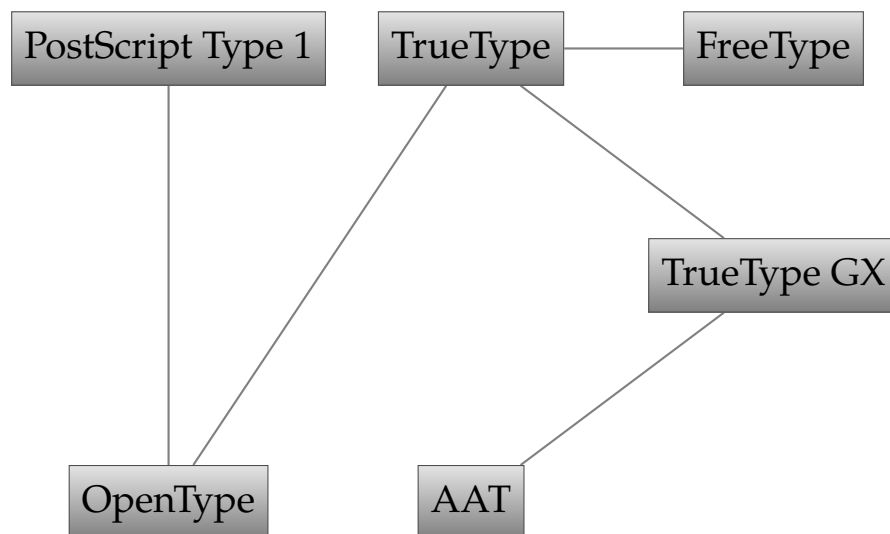 PostScript Type 1
TrueType
FreeType
TrueType GX
OpenType
AAT